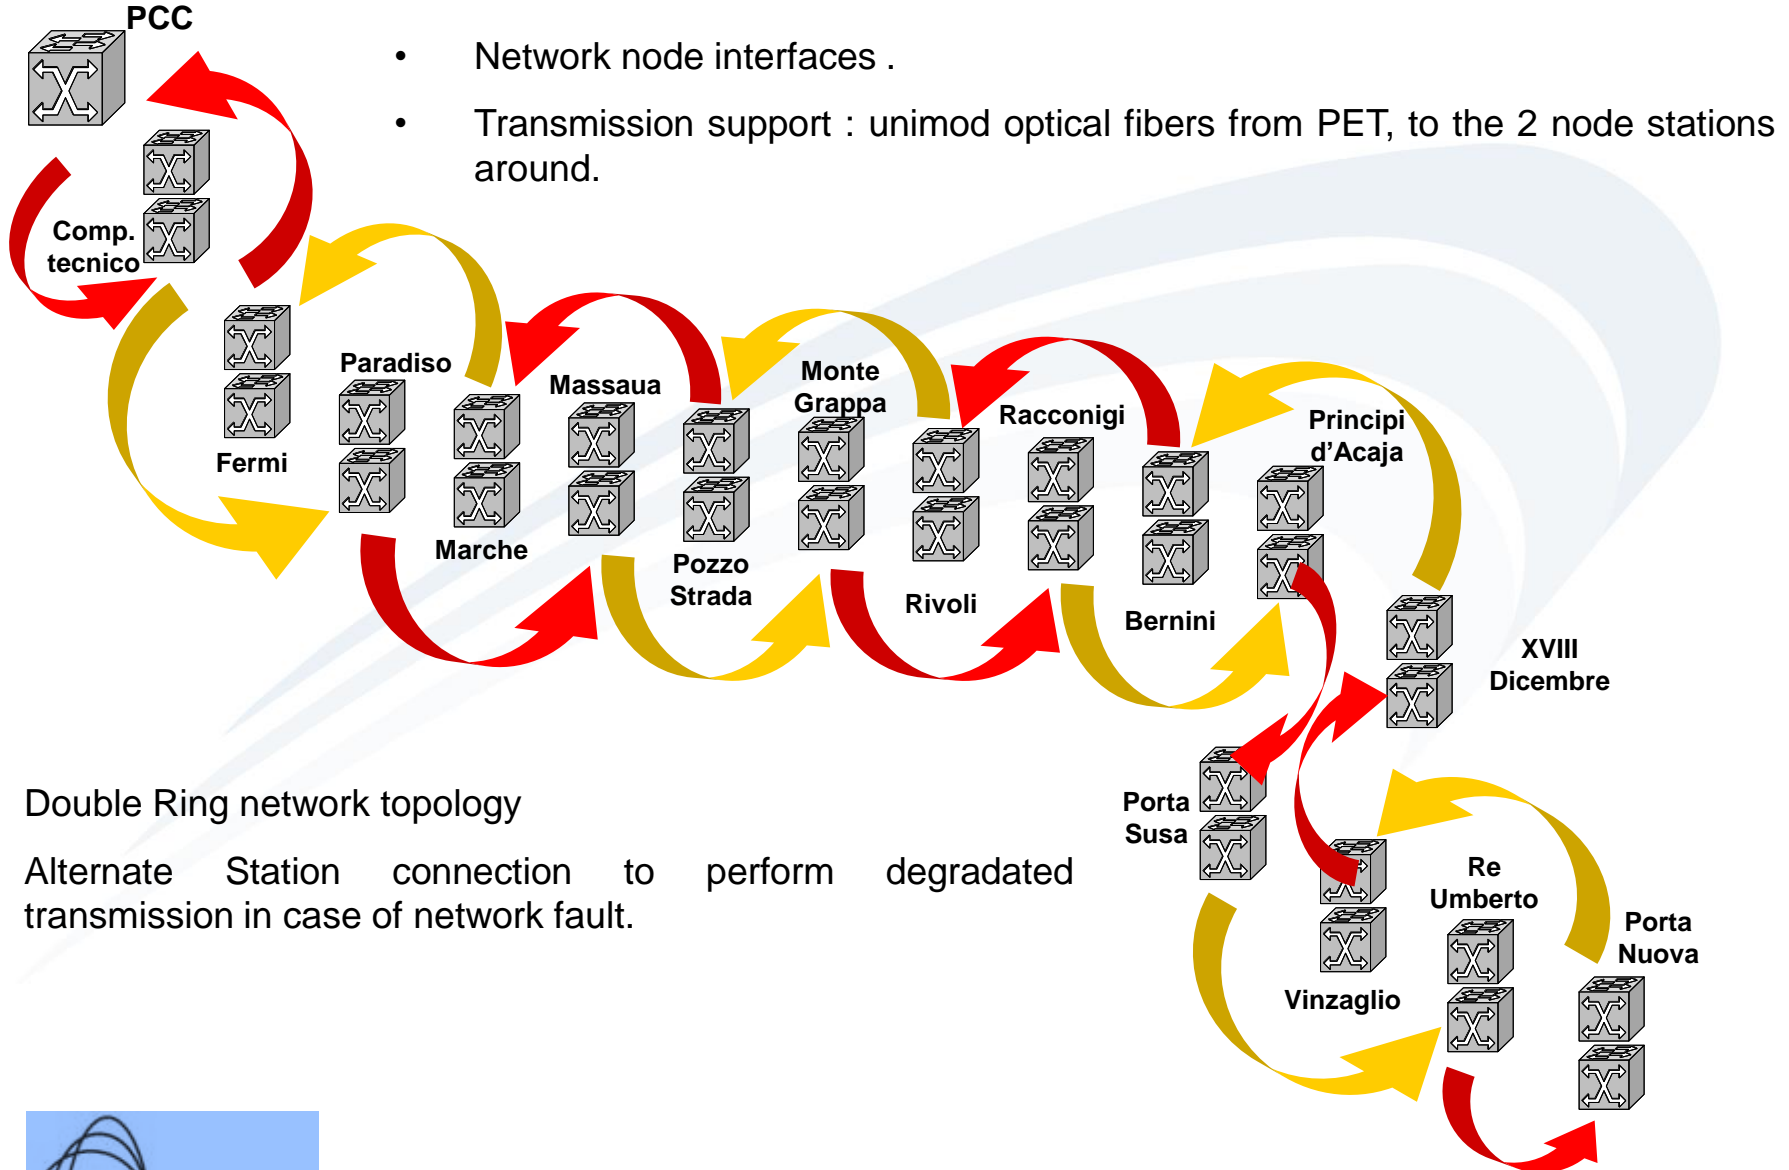 PCC
• Network node interfaces .
• Transmission support : unimod optical fibers from PET, to the 2 node stations
around.
Comp.
tecnico
Fermi
Paradiso
Marche
Massaua
Pozzo
Strada
Monte
Grappa
Rivoli
Racconigi
Bernini
Principi
d’Acaja
XVIII
Dicembre
Porta
Susa
Vinzaglio
Re
Umberto
Porta
Nuova
Double Ring network topology
Alternate Station connection to perform degradated
transmission in case of network fault.